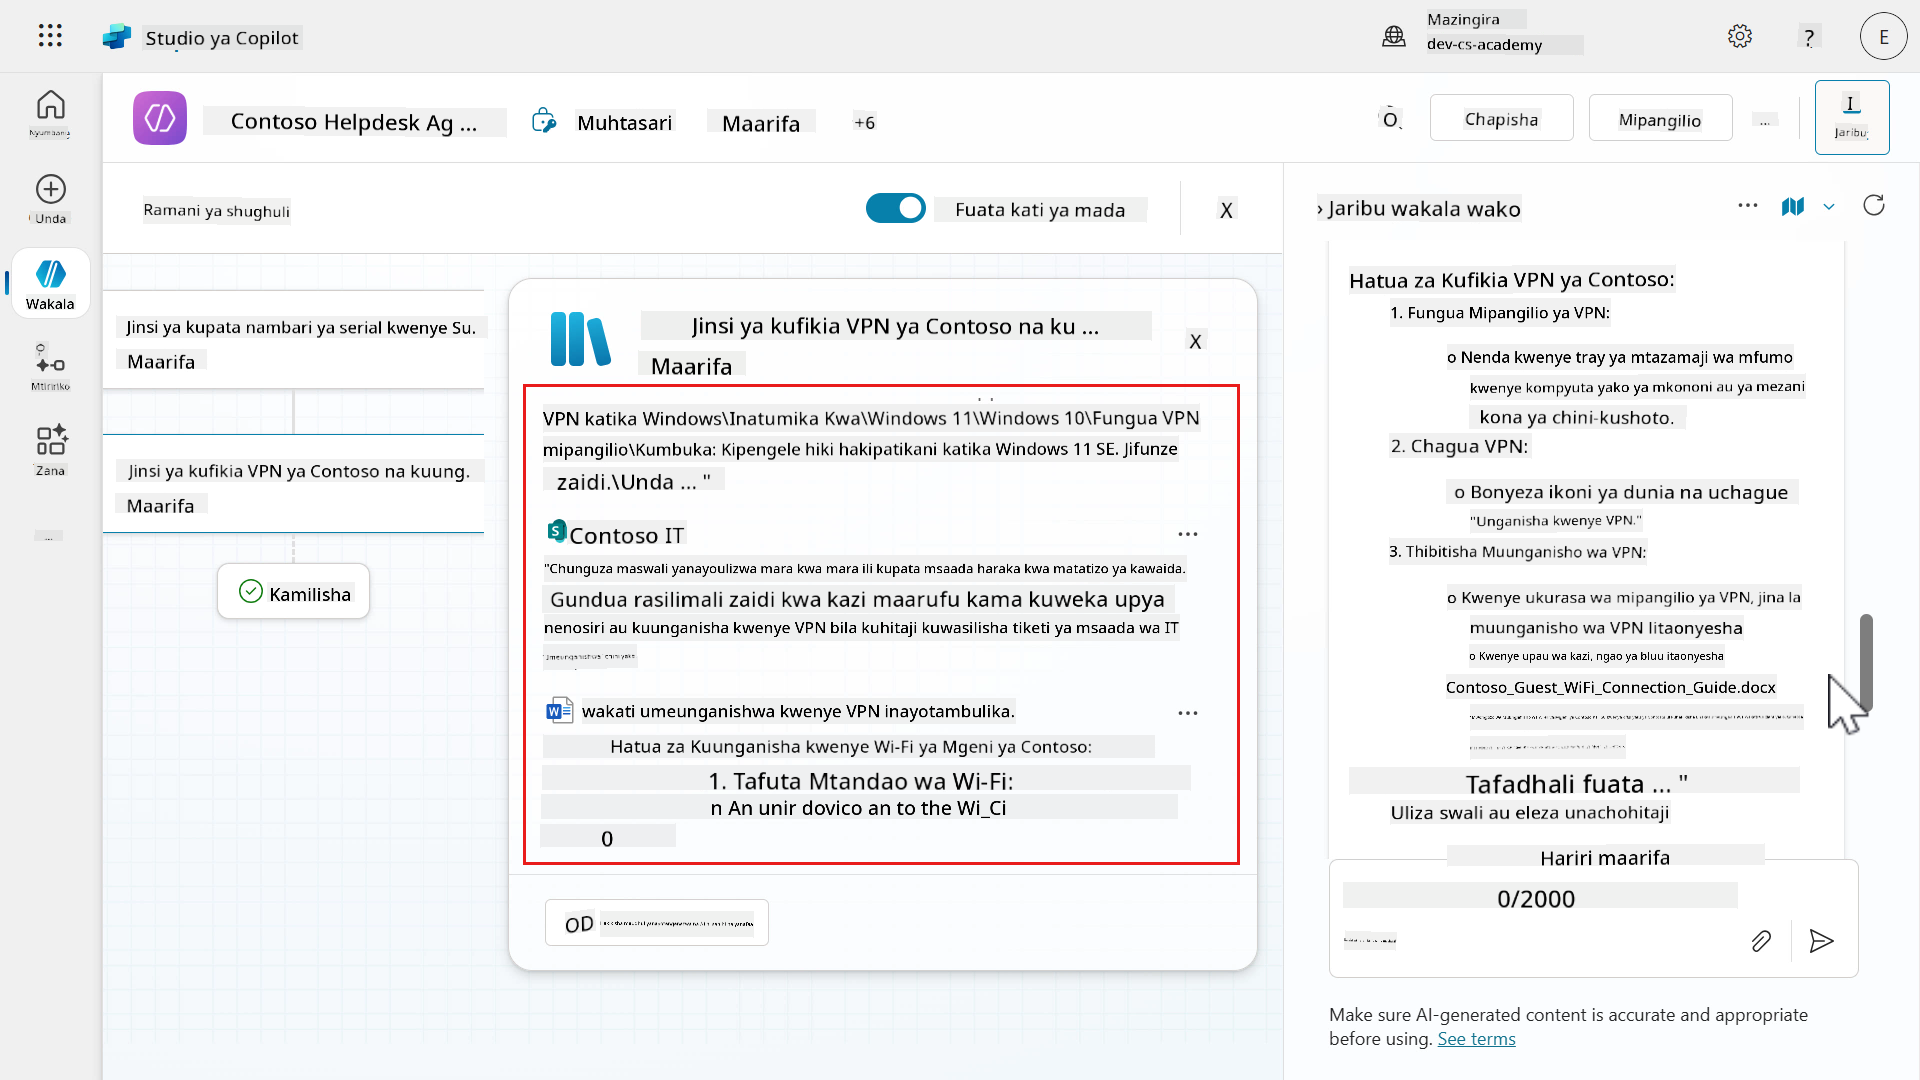 Studio ya Copilot
Mazingira
dev-cs-academy
?
E
Nyumbani
Unda
Wakala
Mtiririko
Zana
...
Contoso Helpdesk Ag ...
Muhtasari
Maarifa
+6
Chapisha
Mipangilio
...
Jaribu
Ramani ya shughuli
Fuata kati ya mada
X
Jinsi ya kupata nambari ya serial kwenye Su.
Maarifa
Jinsi ya kufikia VPN ya Contoso na kuung.
Maarifa
Kamilisha
Jinsi ya kufikia VPN ya Contoso na ku ...
Maarifa
X
VPN katika Windows\Inatumika Kwa\Windows 11\Windows 10\Fungua VPN
mipangilio\Kumbuka: Kipengele hiki hakipatikani katika Windows 11 SE. Jifunze
zaidi.\Unda ... "
Contoso IT
"Chunguza maswali yanayoulizwa mara kwa mara ili kupata msaada haraka kwa matatizo ya kawaida.
Gundua rasilimali zaidi kwa kazi maarufu kama kuweka upya
nenosiri au kuunganisha kwenye VPN bila kuhitaji kuwasilisha tiketi ya msaada wa IT
wakati umeunganishwa kwenye VPN inayotambulika.
Hatua za Kuunganisha kwenye Wi-Fi ya Mgeni ya Contoso:
1. Tafuta Mtandao wa Wi-Fi:
n An unir dovico an to the Wi_Ci
0
OD
› Jaribu wakala wako
Hatua za Kufikia VPN ya Contoso:
1. Fungua Mipangilio ya VPN:
o Nenda kwenye tray ya mtazamaji wa mfumo
kwenye kompyuta yako ya mkononi au ya mezani
kona ya chini-kushoto.
2. Chagua VPN:
o Bonyeza ikoni ya dunia na uchague
"Unganisha kwenye VPN."
3. Thibitisha Muunganisho wa VPN:
o Kwenye ukurasa wa mipangilio ya VPN, jina la
muunganisho wa VPN litaonyesha
o Kwenye upau wa kazi, ngao ya bluu itaonyesha
Contoso_Guest_WiFi_Connection_Guide.docx
Tafadhali fuata ... "
Uliza swali au eleza unachohitaji
Hariri maarifa
0/2000
Make sure AI-generated content is accurate and appropriate
before using. See terms